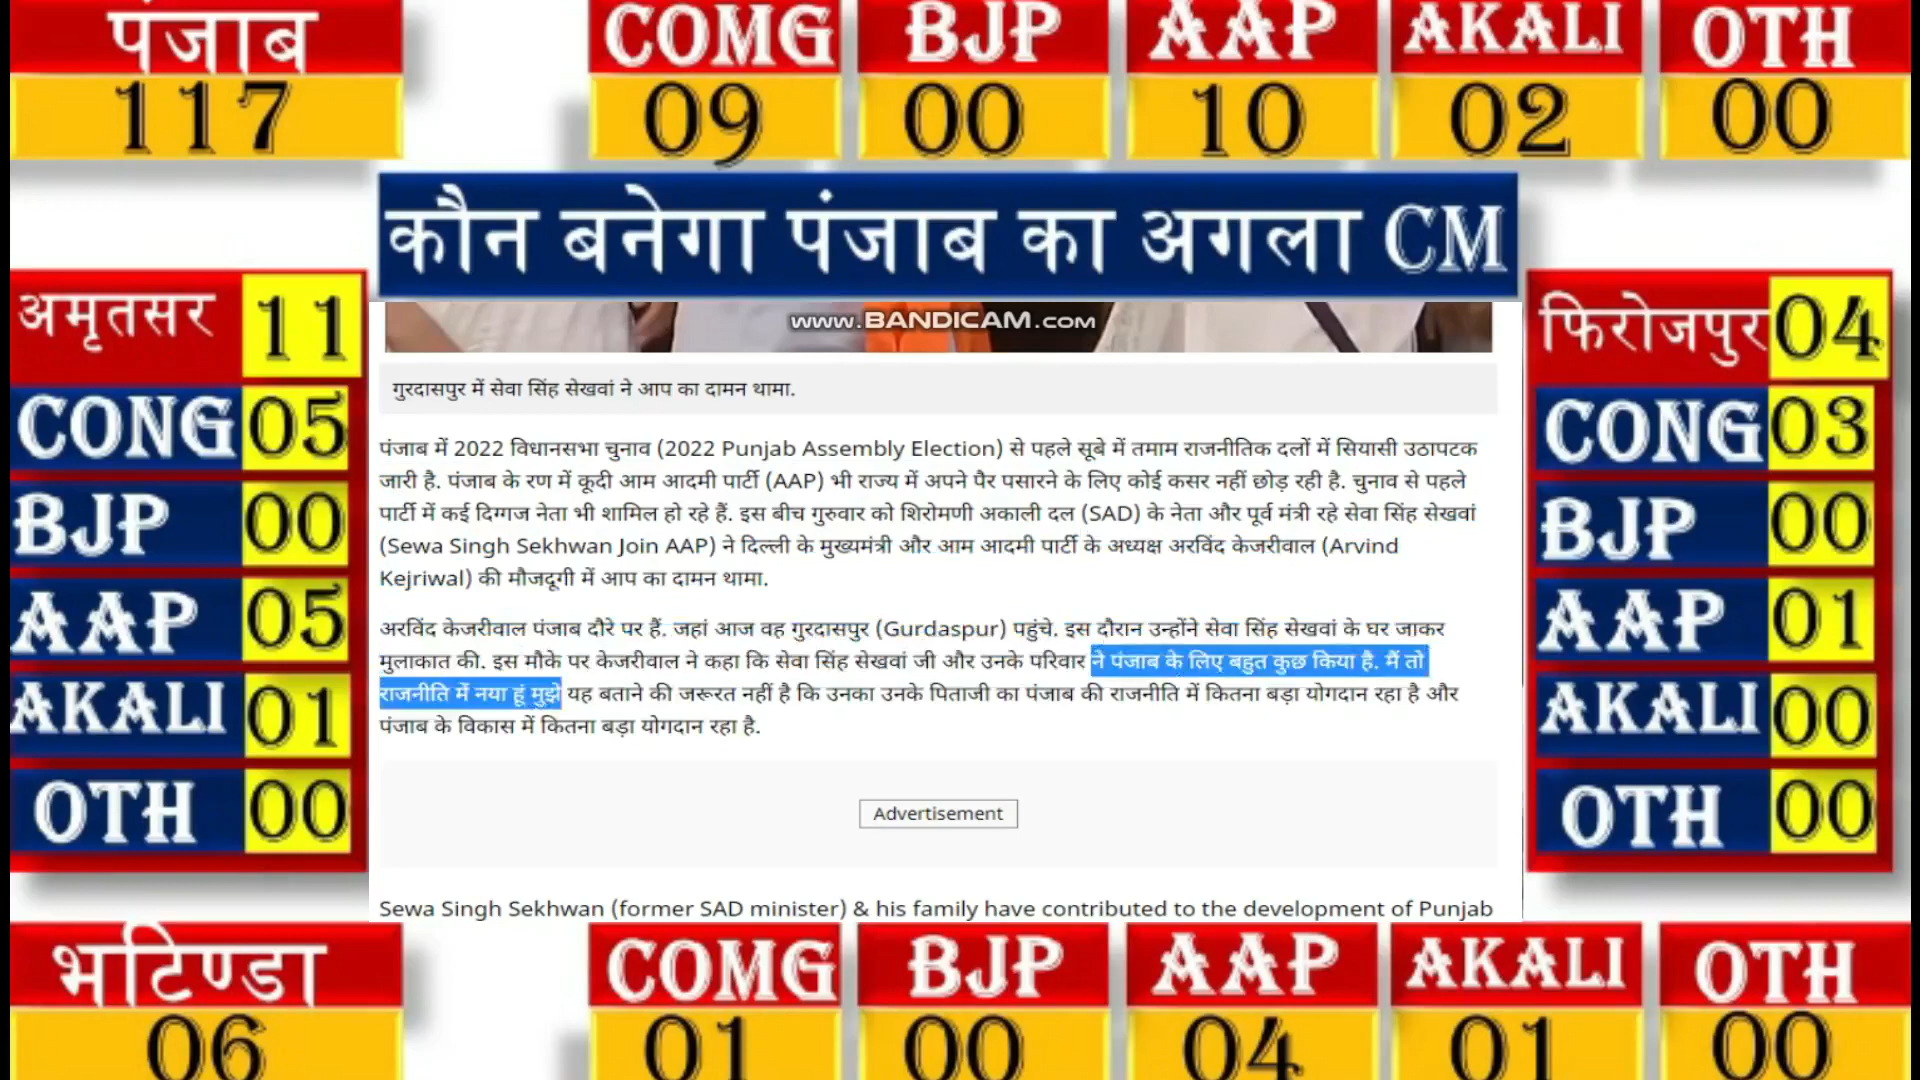 पंजाब
117
COMG BJP AAP AKALI OTH
09 00 10 02 00
कौन बनेगा पंजाब का अगला CM
अमृतसर 11
CONG 05
BJP 00
AAP 05
AKALI 01
OTH 00
www.BANDICAM.com
गुरदासपुर में सेवा सिंह सेखवां ने आप का दामन थामा.
पंजाब में 2022 विधानसभा चुनाव (2022 Punjab Assembly Election) से पहले सूबे में तमाम राजनीतिक दलों में सियासी उठापटक
जारी है. पंजाब के रण में कूदी आम आदमी पार्टी (AAP) भी राज्य में अपने पैर पसारने के लिए कोई कसर नहीं छोड़ रही है. चुनाव से पहले
पार्टी में कई दिग्गज नेता भी शामिल हो रहे हैं. इस बीच गुरुवार को शिरोमणी अकाली दल (SAD) के नेता और पूर्व मंत्री रहे सेवा सिंह सेखवां
(Sewa Singh Sekhwan Join AAP) ने दिल्ली के मुख्यमंत्री और आम आदमी पार्टी के अध्यक्ष अरविंद केजरीवाल (Arvind
Kejriwal) की मौजदूगी में आप का दामन थामा.
अरविंद केजरीवाल पंजाब दौरे पर हैं. जहां आज वह गुरदासपुर (Gurdaspur) पहुंचे. इस दौरान उन्होंने सेवा सिंह सेखवां के घर जाकर
मुलाकात की. इस मौके पर केजरीवाल ने कहा कि सेवा सिंह सेखवां जी और उनके परिवार ने पंजाब के लिए बहुत कुछ किया है. मैं तो
राजनीति में नया हूं मुझे यह बताने की जरूरत नहीं है कि उनका उनके पिताजी का पंजाब की राजनीति में कितना बड़ा योगदान रहा है और
पंजाब के विकास में कितना बड़ा योगदान रहा है.
Advertisement
Sewa Singh Sekhwan (former SAD minister) & his family have contributed to the development of Punjab
फिरोजपुर 04
CONG 03
BJP 00
AAP 01
AKALI 00
OTH 00
भटिण्डा
06
COMG BJP AAP AKALI OTH
01 00 04 01 00